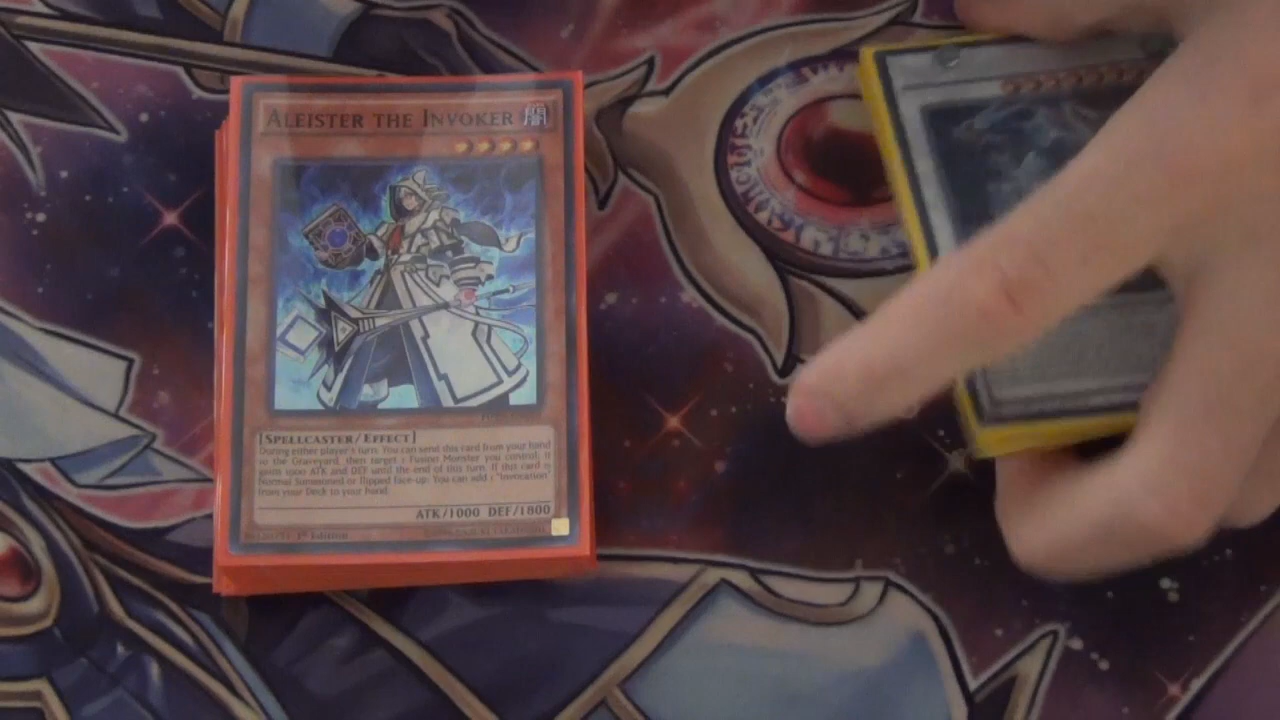 ALEISTER THE INVOKER
[SPELLCASTER/EFFECT]
During either player's turn: You can send this card from your hand
to the Graveyard, then target 1 Fusion Monster you control; it
gains 1000 ATK and DEF until the end of this turn. If this card is
Normal Summoned or flipped face-up: You can add 1 "Invocation"
from your Deck to your hand.
ATK/1000 DEF/1800
1st Edition